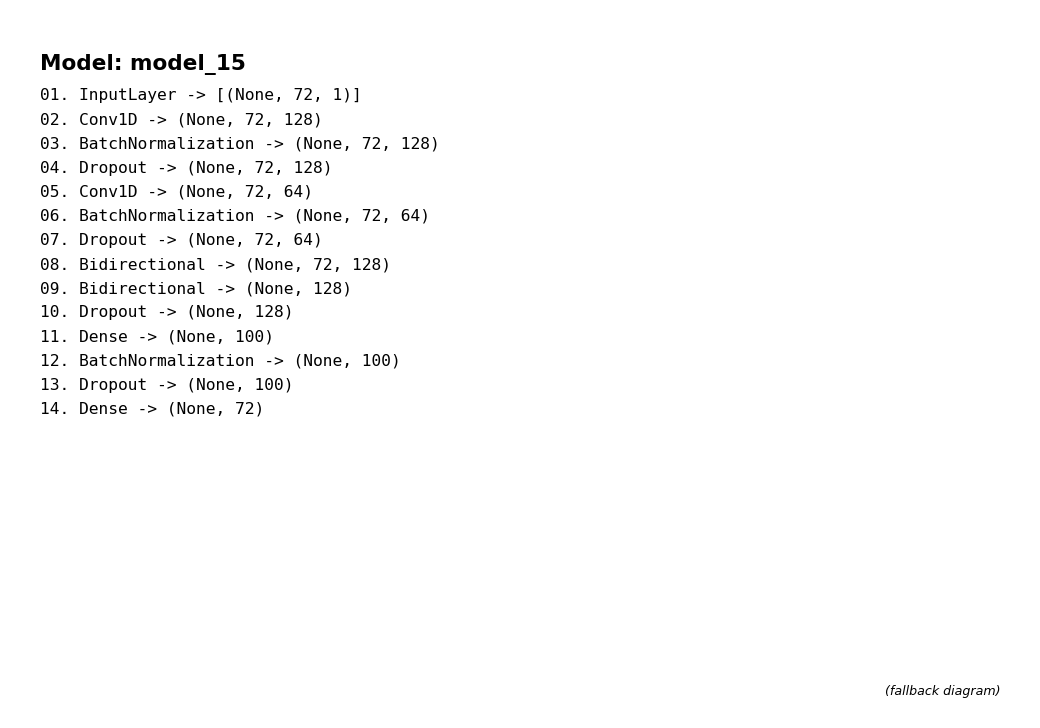 Model: model_15
01. InputLayer -> [(None, 72, 1)]
02. Conv1D -> (None, 72, 128)
03. BatchNormalization -> (None, 72, 128)
04. Dropout -> (None, 72, 128)
05. Conv1D -> (None, 72, 64)
06. BatchNormalization -> (None, 72, 64)
07. Dropout -> (None, 72, 64)
08. Bidirectional -> (None, 72, 128)
09. Bidirectional -> (None, 128)
10. Dropout -> (None, 128)
11. Dense -> (None, 100)
12. BatchNormalization -> (None, 100)
13. Dropout -> (None, 100)
14. Dense -> (None, 72)
(fallback diagram)